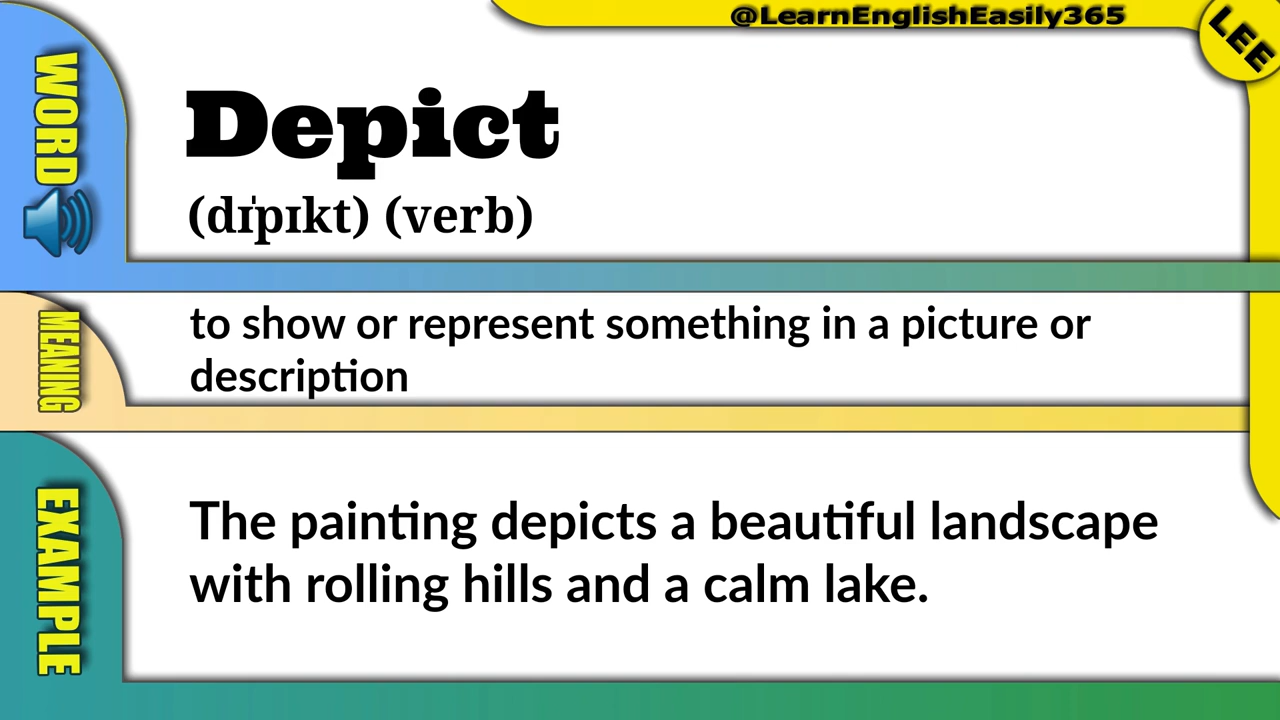 @LearnEnglishEasily365
LEE
WORD
Depict
(dɪˈpɪkt) (verb)
MEANING
to show or represent something in a picture or
description
EXAMPLE
The painting depicts a beautiful landscape
with rolling hills and a calm lake.